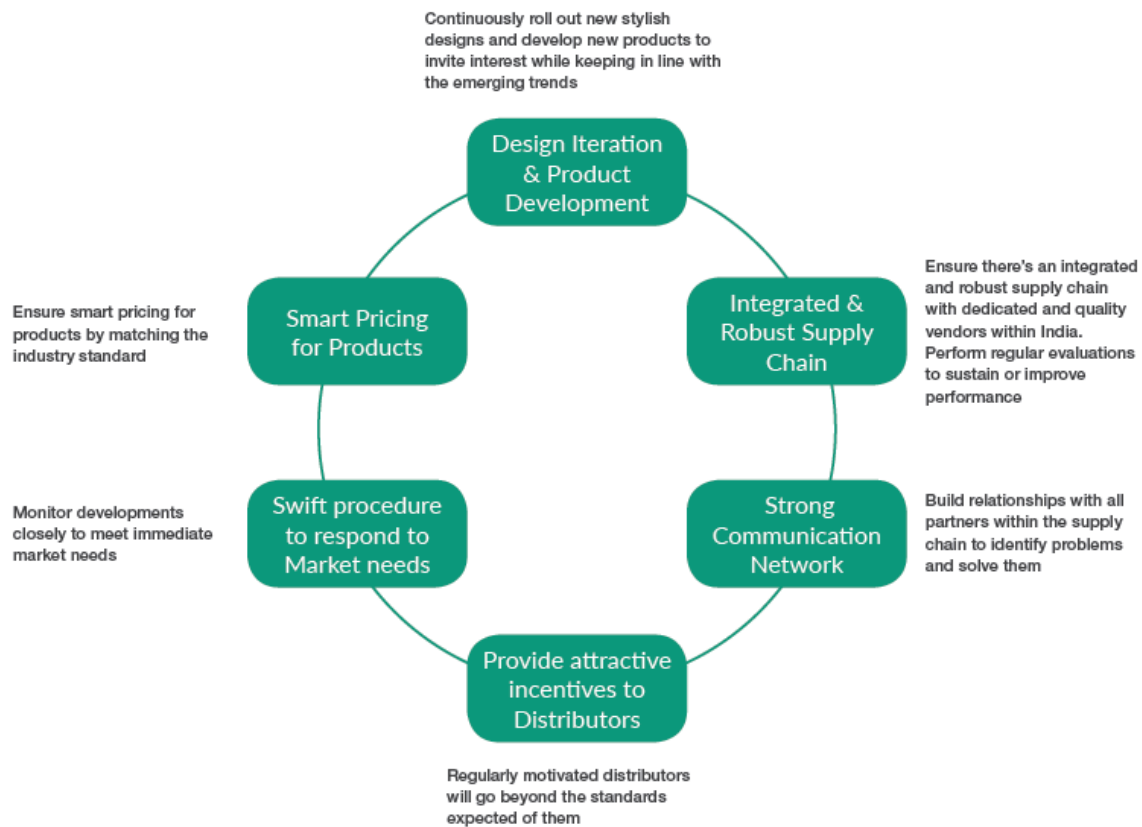 Continuously roll out new stylish
designs and develop new products to
invite interest while keeping in line with
the emerging trends
Design Iteration
& Product
Development
Integrated &
Robust Supply
Chain
Ensure there's an integrated
and robust supply chain
with dedicated and quality
vendors within India.
Perform regular evaluations
to sustain or improve
performance
Strong
Communication
Network
Build relationships with all
partners within the supply
chain to identify problems
and solve them
Provide attractive
incentives to
Distributors
Regularly motivated distributors
will go beyond the standards
expected of them
Swift procedure
to respond to
Market needs
Monitor developments
closely to meet immediate
market needs
Smart Pricing
for Products
Ensure smart pricing for
products by matching the
industry standard